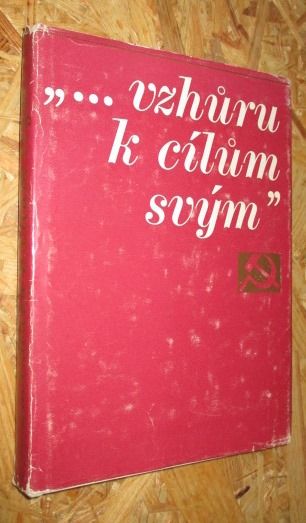 „... vzhůru
k cílům
svým”